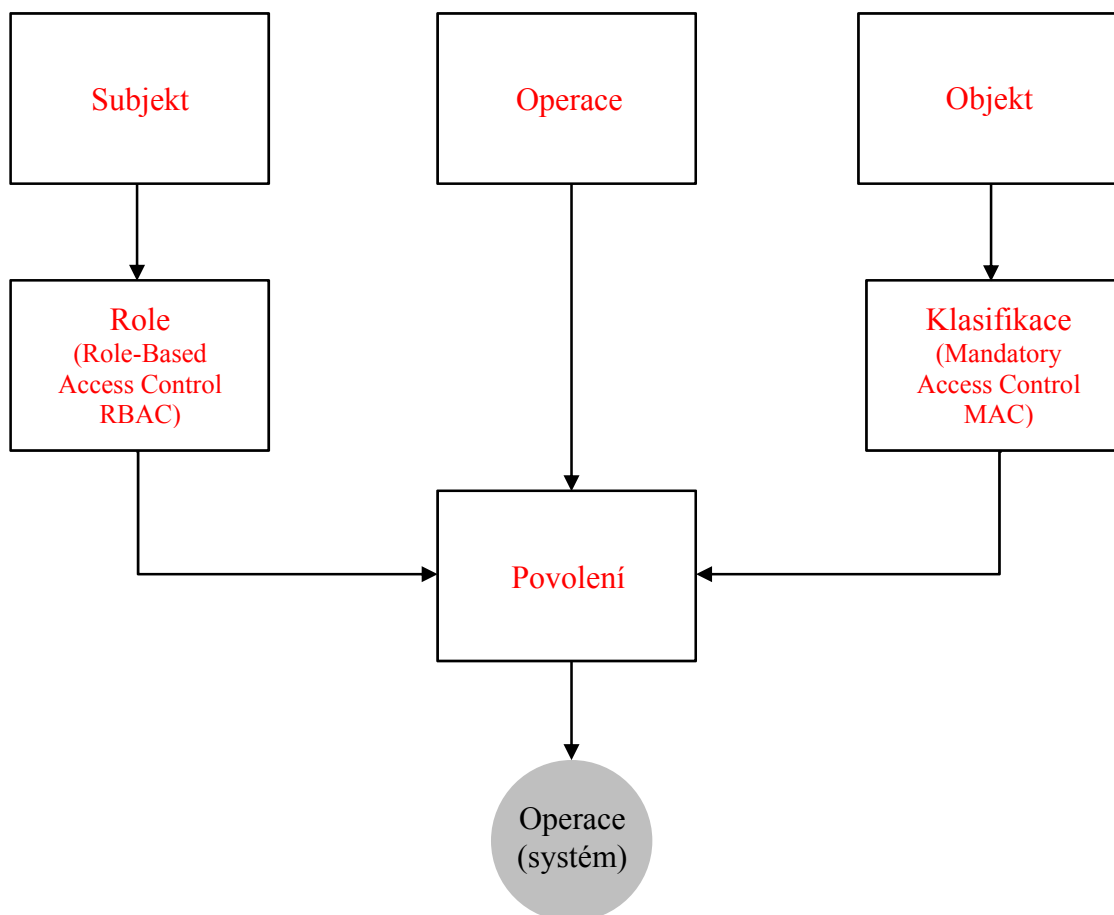 Subjekt
Operace
Objekt
Role
(Role-Based
Access Control
RBAC)
Klasifikace
(Mandatory
Access Control
MAC)
Povolení
Operace
(systém)